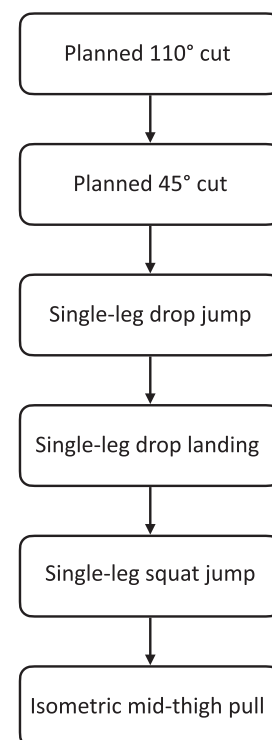 Planned 110° cut
Planned 45° cut
Single-leg drop jump
Single-leg drop landing
Single-leg squat jump
Isometric mid-thigh pull